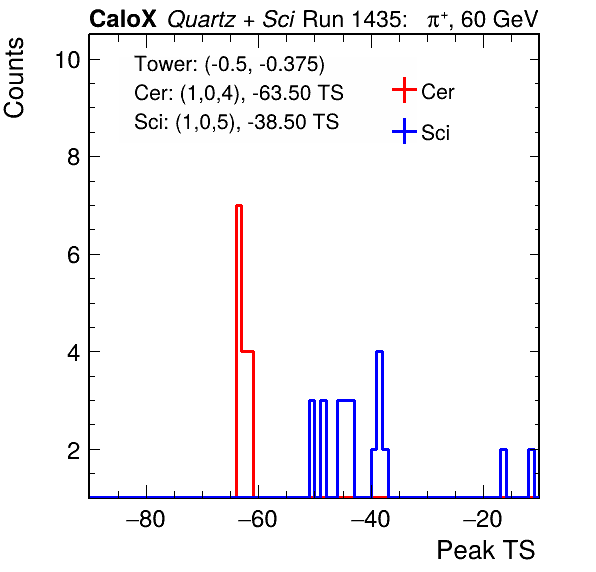 CaloX Quartz + Sci Run 1435: π⁺, 60 GeV
Counts
Tower: (-0.5, -0.375)
Cer: (1,0,4), -63.50 TS
Sci: (1,0,5), -38.50 TS
Cer
Sci
10
8
6
4
2
−80 −60 −40 −20
Peak TS